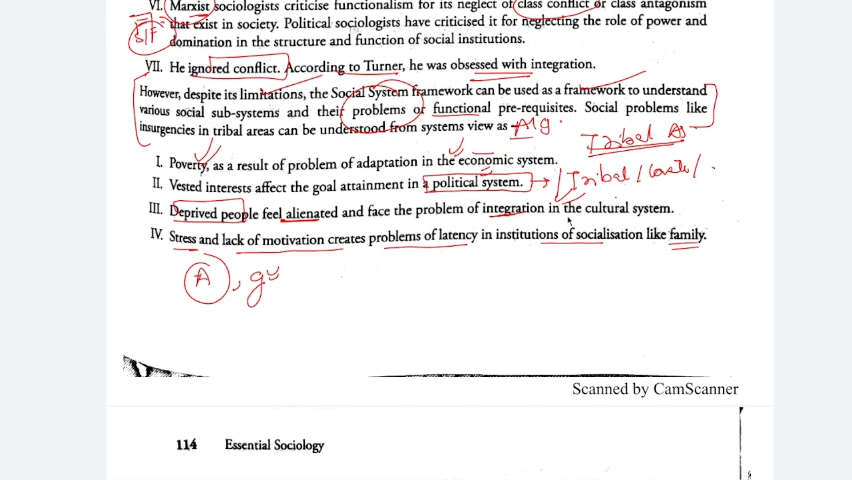 VI. Marxist sociologists criticise functionalism for its neglect of class conflict or class antagonism
S/F that exist in society. Political sociologists have criticised it for neglecting the role of power and
domination in the structure and function of social institutions.
VII. He ignored conflict. According to Turner, he was obsessed with integration.
However, despite its limitations, the Social System framework can be used as a framework to understand
various social sub-systems and their problems or functional pre-requisites. Social problems like
insurgencies in tribal areas can be understood from systems view as
Tribal
I. Poverty, as a result of problem of adaptation in the economic system.
II. Vested interests affect the goal attainment in a political system. → Tribal /
III. Deprived people feel alienated and face the problem of integration in the cultural system.
IV. Stress and lack of motivation creates problems of latency in institutions of socialisation like family.
A,
Scanned by CamScanner
114 Essential Sociology